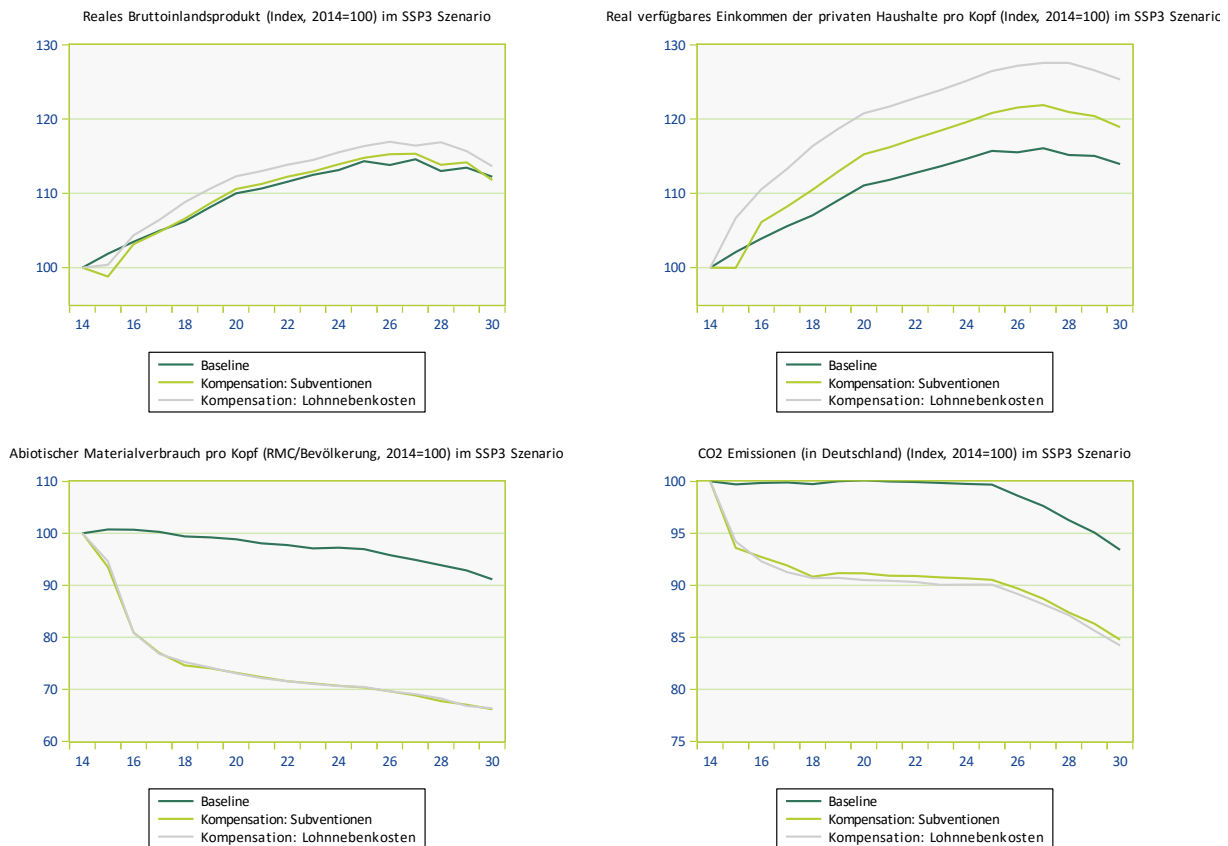 Reales Bruttoinlandsprodukt (Index, 2014=100) im SSP3 Szenario
130
120
110
100
14 16 18 20 22 24 26 28 30
Baseline
Kompensation: Subventionen
Kompensation: Lohnnebenkosten
Real verfügbares Einkommen der privaten Haushalte pro Kopf (Index, 2014=100) im SSP3 Szenario
130
120
110
100
14 16 18 20 22 24 26 28 30
Baseline
Kompensation: Subventionen
Kompensation: Lohnnebenkosten
Abiotischer Materialverbrauch pro Kopf (RMC/Bevölkerung, 2014=100) im SSP3 Szenario
110
100
90
80
70
60
14 16 18 20 22 24 26 28 30
Baseline
Kompensation: Subventionen
Kompensation: Lohnnebenkosten
CO2 Emissionen (in Deutschland) (Index, 2014=100) im SSP3 Szenario
100
95
90
85
80
75
14 16 18 20 22 24 26 28 30
Baseline
Kompensation: Subventionen
Kompensation: Lohnnebenkosten